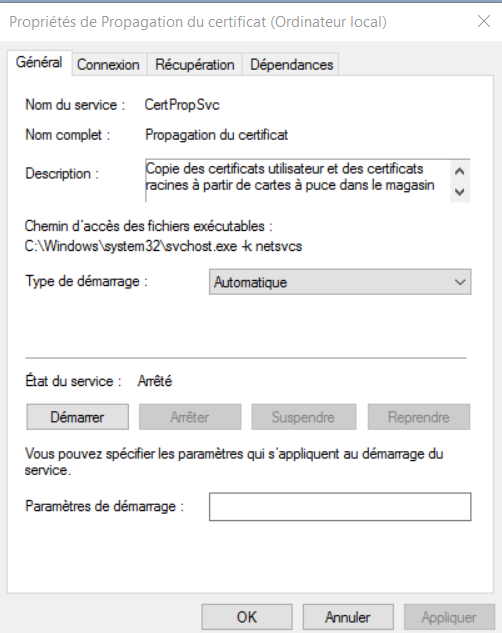 Propriétés de Propagation du certificat (Ordinateur local)
Général Connexion Récupération Dépendances
Nom du service : CertPropSvc
Nom complet : Propagation du certificat
Description : Copie des certificats utilisateur et des certificats
racines à partir de cartes à puce dans le magasin
Chemin d'accès des fichiers exécutables :
C:\Windows\system32\svchost.exe -k netsvcs
Type de démarrage : Automatique
État du service : Arrêté
Démarrer Arrêter Suspendre Reprendre
Vous pouvez spécifier les paramètres qui s'appliquent au démarrage du
service.
Paramètres de démarrage :
OK Annuler Appliquer